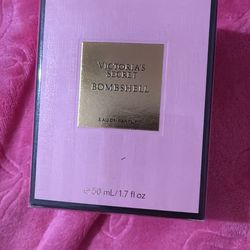 VICTORIA'S
SECRET
BOMBSHELL
EAU DE PARFUM
e 50 mL/1.7 fl oz